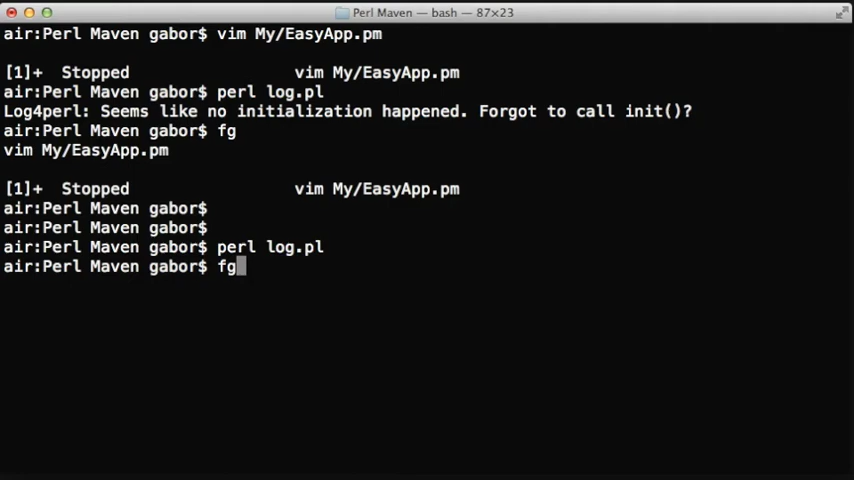 Perl Maven — bash — 87×23
air:Perl Maven gabor$ vim My/EasyApp.pm
[1]+  Stopped                 vim My/EasyApp.pm
air:Perl Maven gabor$ perl log.pl
Log4perl: Seems like no initialization happened. Forgot to call init()?
air:Perl Maven gabor$ fg
vim My/EasyApp.pm
[1]+  Stopped                 vim My/EasyApp.pm
air:Perl Maven gabor$
air:Perl Maven gabor$
air:Perl Maven gabor$ perl log.pl
air:Perl Maven gabor$ fg